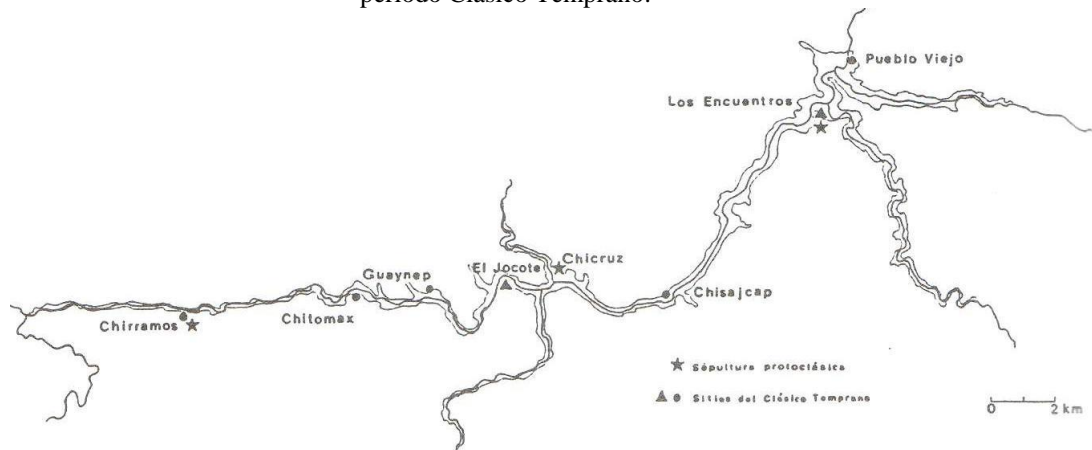 período Clásico Temprano.
Pueblo Viejo
Los Encuentros
Chicruz
El Jocote
Guaynep
Chisajcap
Chitomax
Chirramos
Sépultura protoclásica
Sitios del Clásico Temprano
0 2 km